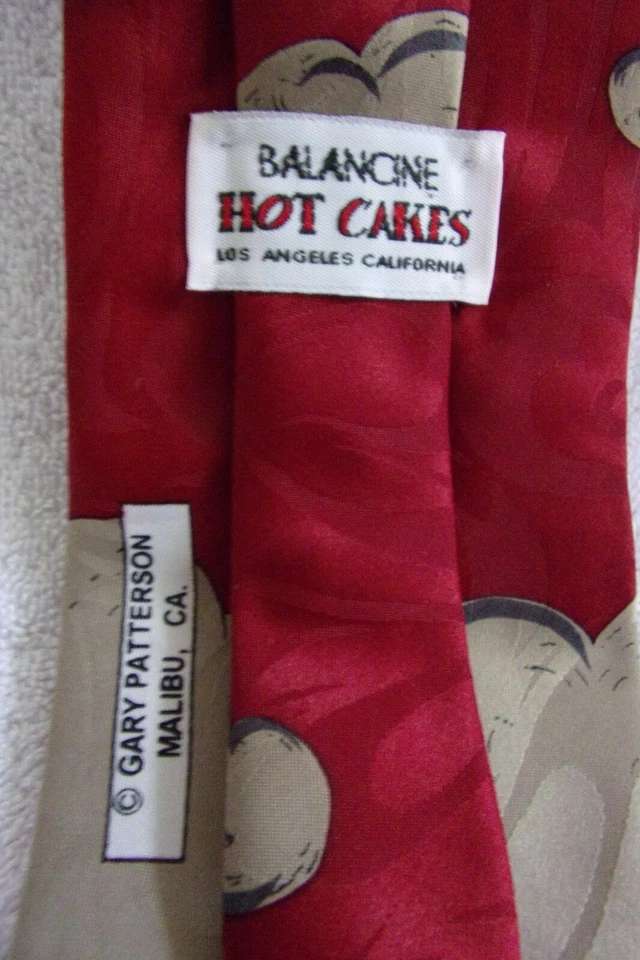 BALANCINE
HOT CAKES
LOS ANGELES CALIFORNIA
© GARY PATTERSON
MALIBU, CA.